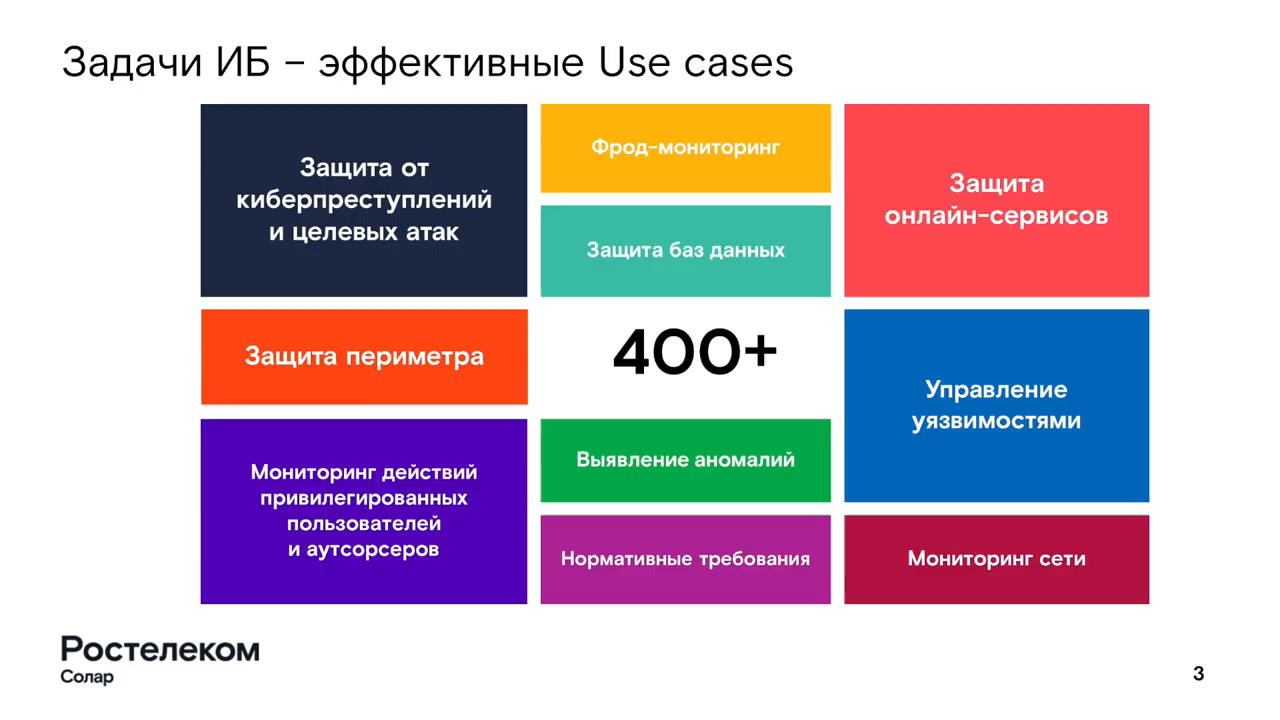 Задачи ИБ – эффективные Use cases
Защита от
киберпреступлений
и целевых атак
Фрод-мониторинг
Защита баз данных
Защита
онлайн-сервисов
Защита периметра
400+
Управление
уязвимостями
Мониторинг действий
привилегированных
пользователей
и аутсорсеров
Выявление аномалий
Нормативные требования
Мониторинг сети
Ростелеком
Солар
3